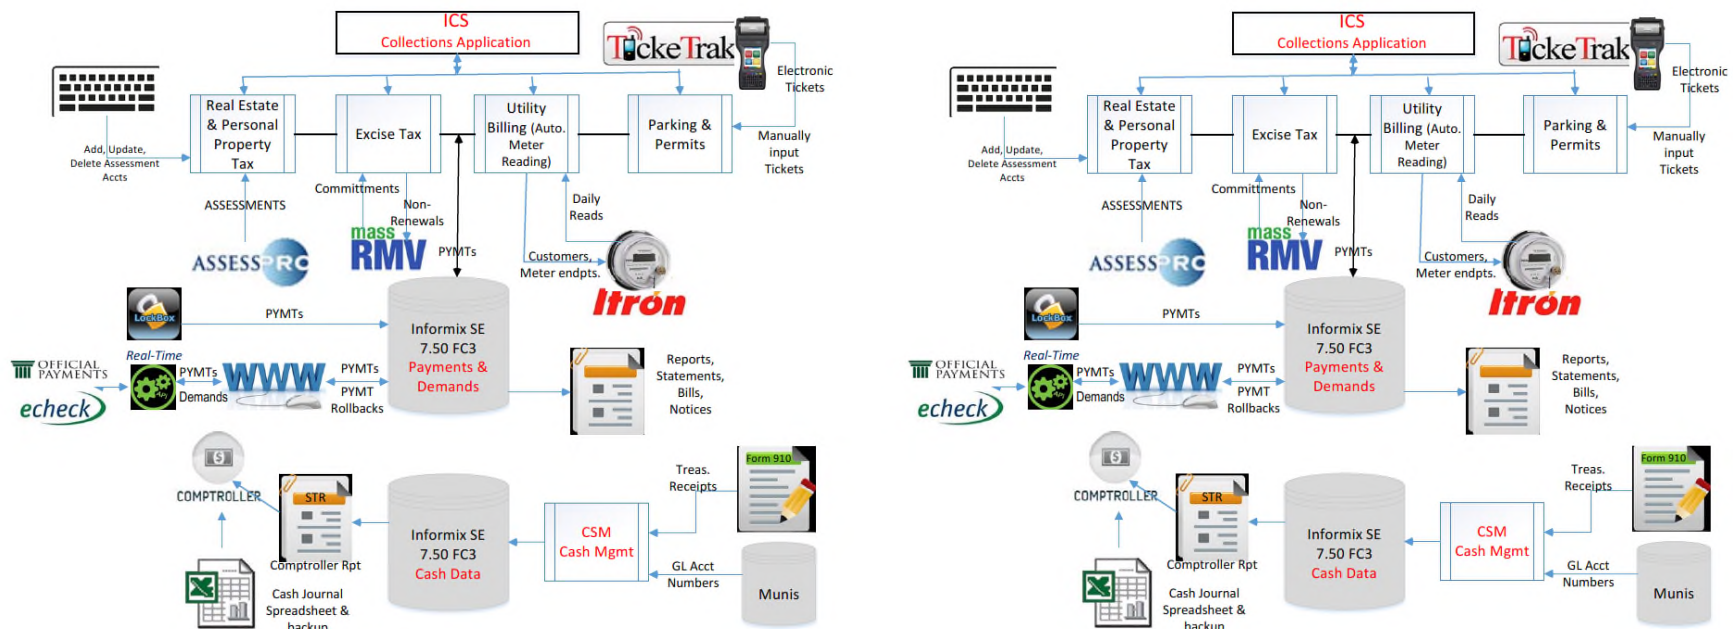 ICS
Collections Application
TickeTrak
Electronic
Tickets
Real Estate
& Personal
Property
Tax
Excise Tax
Utility
Billing (Auto.
Meter
Reading)
Parking &
Permits
Manually
input
Tickets
Add, Update,
Delete Assessment
Accts
ASSESSMENTS
Committments
Non-
Renewals
Daily
Reads
ASSESSPRO
mass
RMV
PYMTs
Customers,
Meter endpts.
Itron
LockBox
PYMTs
Informix SE
7.50 FC3
Payments &
Demands
OFFICIAL
PAYMENTS
echeck
Real-Time
API
PYMTs
Demands
WWW
PYMTs
PYMT
Rollbacks
Reports,
Statements,
Bills,
Notices
COMPTROLLER
STR
Comptroller Rpt
Informix SE
7.50 FC3
Cash Data
CSM
Cash Mgmt
Treas.
Receipts
Form 910
GL Acct
Numbers
Munis
Cash Journal
Spreadsheet &
backup
ICS
Collections Application
TickeTrak
Electronic
Tickets
Real Estate
& Personal
Property
Tax
Excise Tax
Utility
Billing (Auto.
Meter
Reading)
Parking &
Permits
Manually
input
Tickets
Add, Update,
Delete Assessment
Accts
ASSESSMENTS
Committments
Non-
Renewals
Daily
Reads
ASSESSPRO
mass
RMV
PYMTs
Customers,
Meter endpts.
Itron
LockBox
PYMTs
Informix SE
7.50 FC3
Payments &
Demands
OFFICIAL
PAYMENTS
echeck
Real-Time
API
PYMTs
Demands
WWW
PYMTs
PYMT
Rollbacks
Reports,
Statements,
Bills,
Notices
COMPTROLLER
STR
Comptroller Rpt
Informix SE
7.50 FC3
Cash Data
CSM
Cash Mgmt
Treas.
Receipts
Form 910
GL Acct
Numbers
Munis
Cash Journal
Spreadsheet &
backup